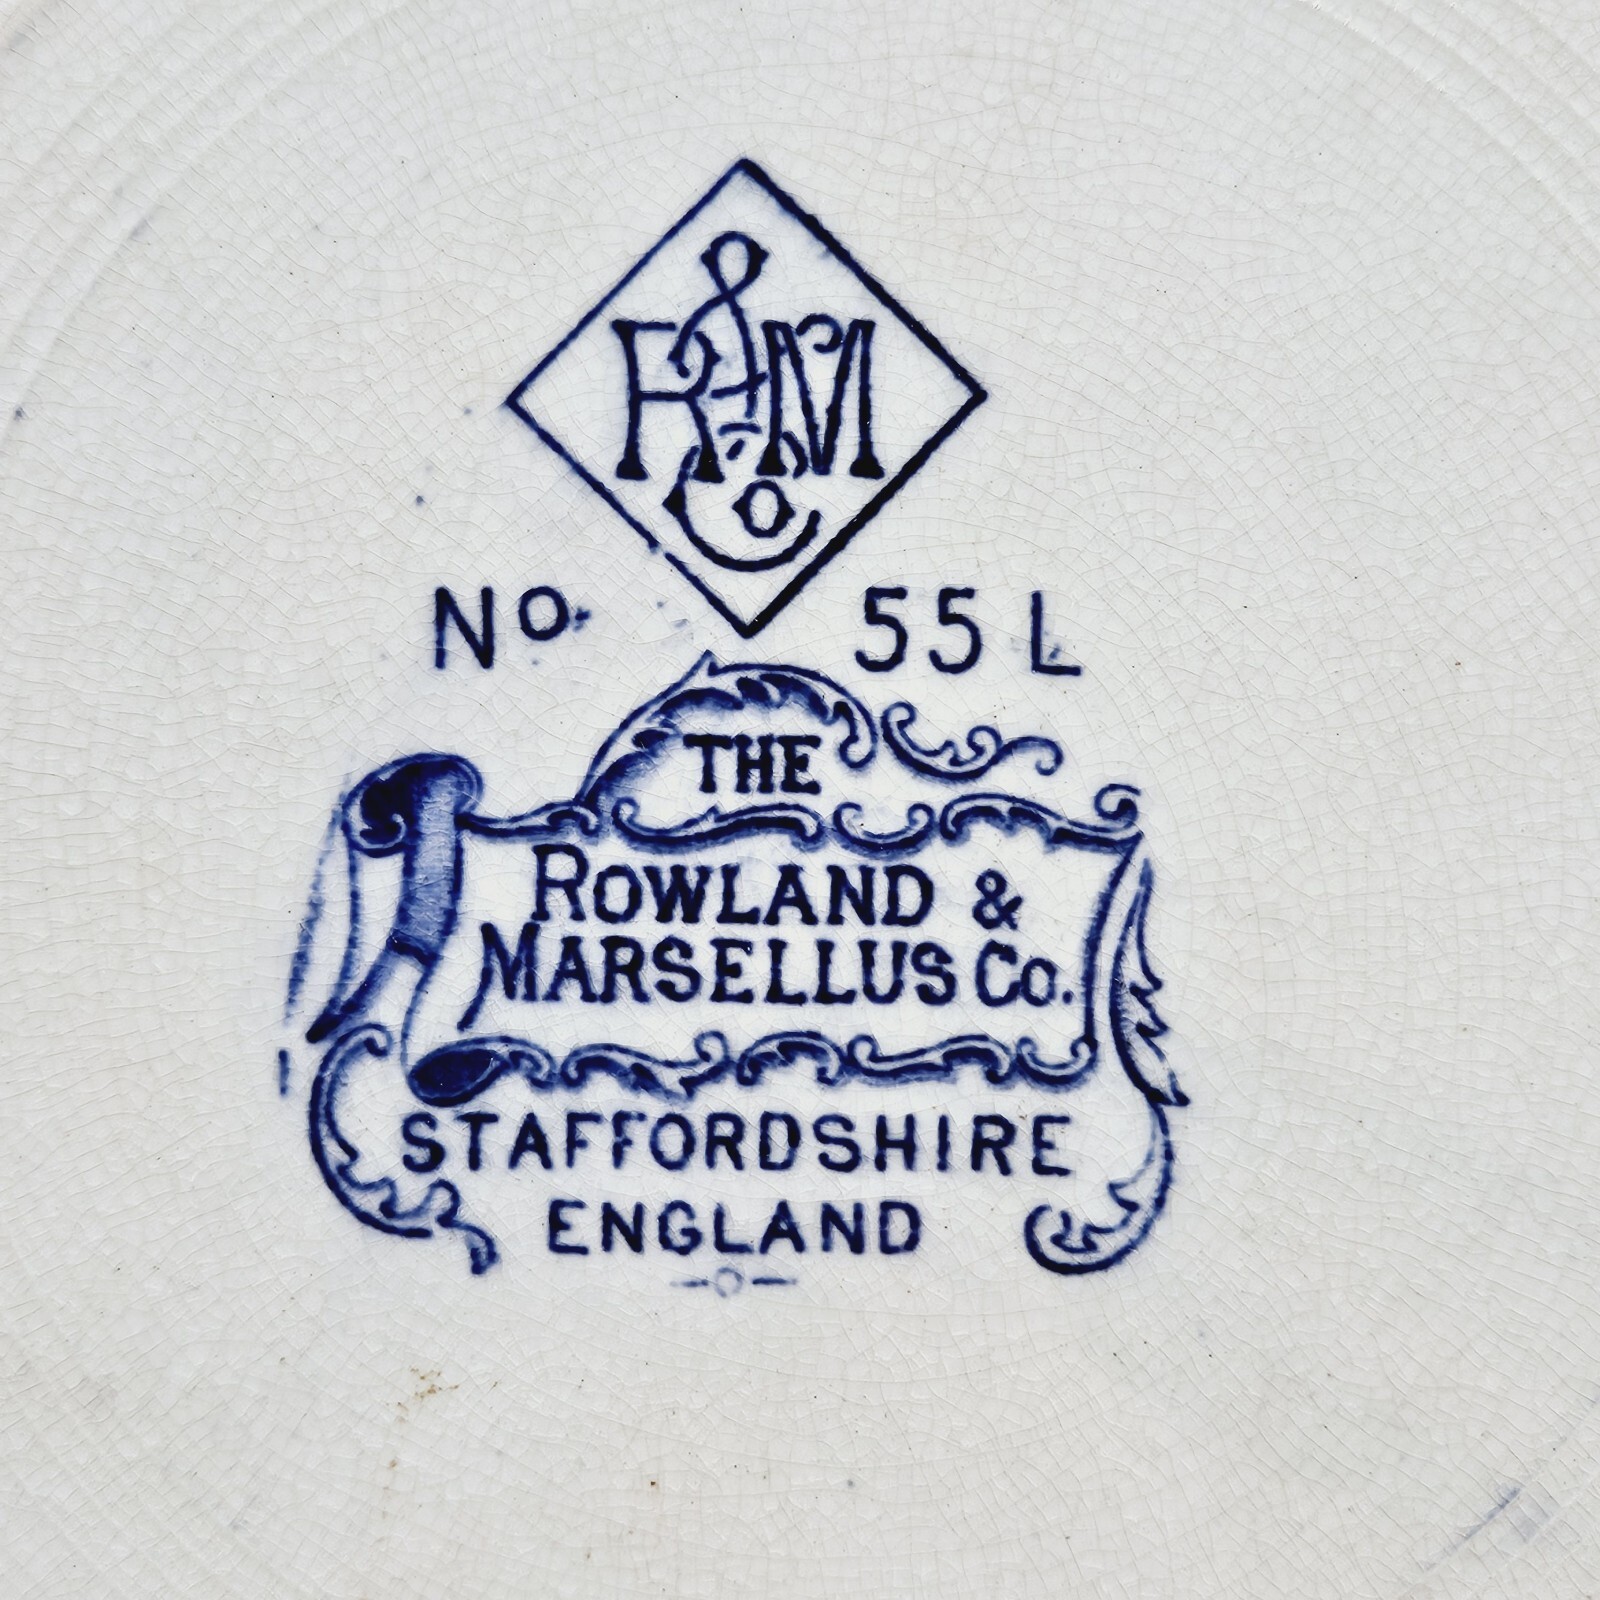 R & M
Co
No. 55 L
THE
ROWLAND &
MARSELLUS Co.
STAFFORDSHIRE
ENGLAND